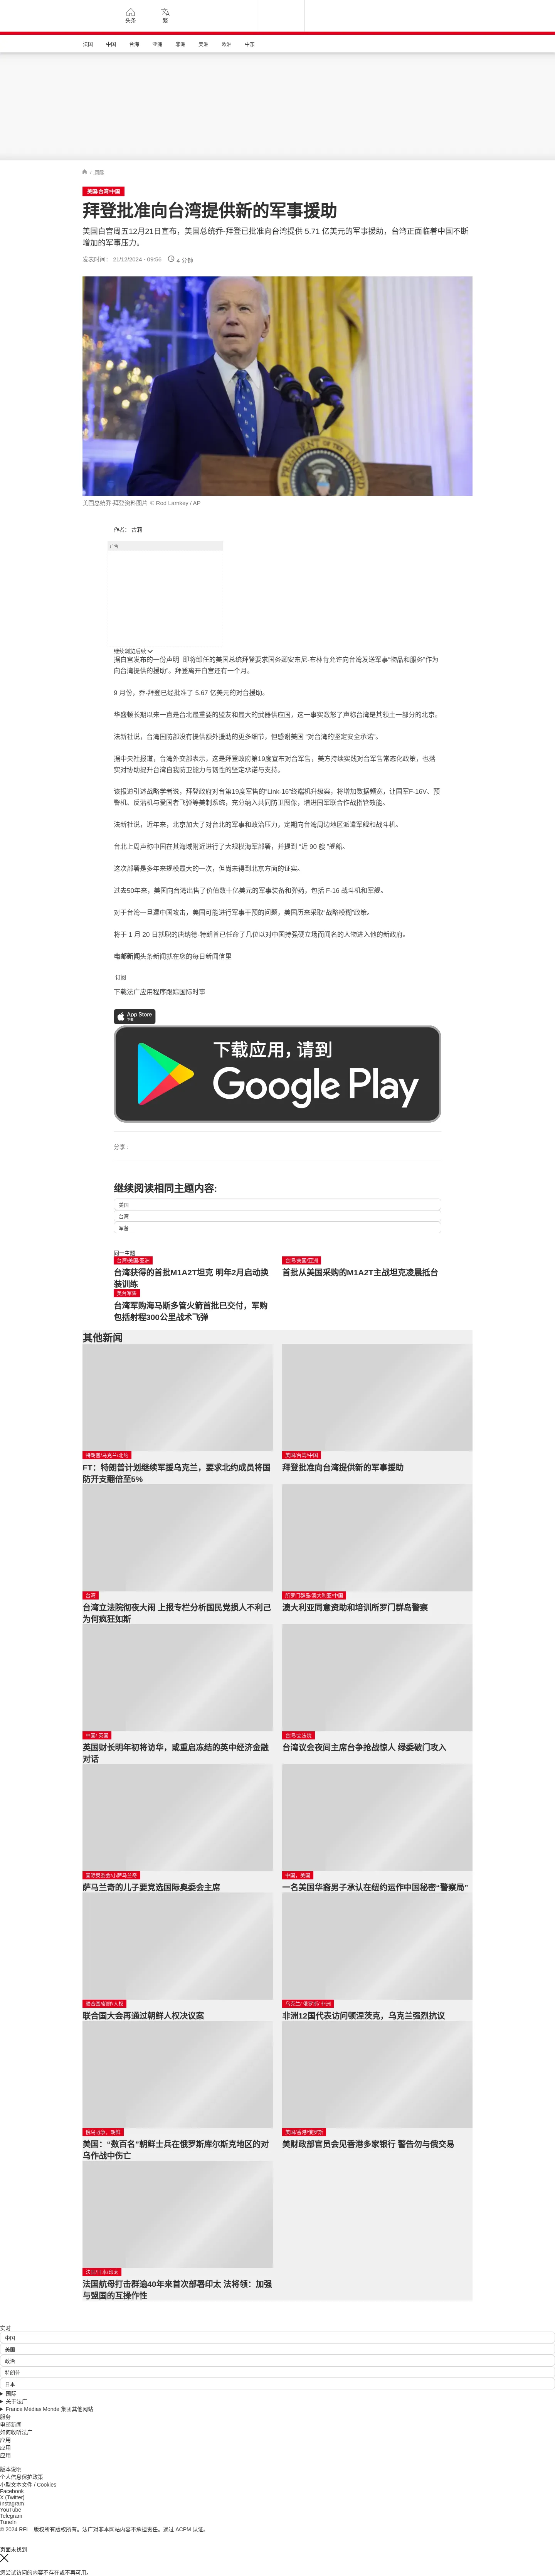 头条
繁
法国 中国 台海 亚洲 非洲 美洲 欧洲 中东
/ 国际
美国/台湾/中国
拜登批准向台湾提供新的军事援助
美国白宫周五12月21日宣布，美国总统乔-拜登已批准向台湾提供 5.71 亿美元的军事援助，台湾正面临着中国不断
增加的军事压力。
发表时间： 21/12/2024 - 09:56 4 分钟
美国总统乔·拜登资料图片 © Rod Lamkey / AP
作者： 古莉
广告
继续浏览后续
据白宫发布的一份声明 即将卸任的美国总统拜登要求国务卿安东尼-布林肯允许向台湾发送军事“物品和服务”作为
向台湾提供的援助”。拜登离开白宫还有一个月。
9 月份，乔-拜登已经批准了 5.67 亿美元的对台援助。
华盛顿长期以来一直是台北最重要的盟友和最大的武器供应国，这一事实激怒了声称台湾是其领土一部分的北京。
法新社说，台湾国防部没有提供额外援助的更多细节，但感谢美国 “对台湾的坚定安全承诺”。
据中央社报道，台湾外交部表示，这是拜登政府第19度宣布对台军售，美方持续实践对台军售常态化政策，也落
实对协助提升台湾自我防卫能力与韧性的坚定承诺与支持。
该报道引述战略学者说，拜登政府对台第19度军售的“Link-16”终端机升级案，将增加数据频宽，让国军F-16V、预
警机、反潜机与爱国者飞弹等美制系统，充分纳入共同防卫图像，增进国军联合作战指管效能。
法新社说，近年来，北京加大了对台北的军事和政治压力，定期向台湾周边地区派遣军舰和战斗机。
台北上周声称中国在其海域附近进行了大规模海军部署，并提到 “近 90 艘 ”舰船。
这次部署是多年来规模最大的一次，但尚未得到北京方面的证实。
过去50年来，美国向台湾出售了价值数十亿美元的军事装备和弹药，包括 F-16 战斗机和军舰。
对于台湾一旦遭中国攻击，美国可能进行军事干预的问题，美国历来采取“战略模糊”政策。
将于 1 月 20 日就职的唐纳德-特朗普已任命了几位以对中国持强硬立场而闻名的人物进入他的新政府。
电邮新闻头条新闻就在您的每日新闻信里
订阅
下载法广应用程序跟踪国际时事
App Store
下载
下载应用，请到
Google Play
分享 :
继续阅读相同主题内容:
美国
台湾
军备
同一主题
台湾/美国/亚洲
台湾获得的首批M1A2T坦克 明年2月启动换
装训练
台湾/美国/亚洲
首批从美国采购的M1A2T主战坦克凌晨抵台
美台军售
台湾军购海马斯多管火箭首批已交付，军购
包括射程300公里战术飞弹
其他新闻
特朗普/乌克兰/北约
FT：特朗普计划继续军援乌克兰，要求北约成员将国
防开支翻倍至5%
美国/台湾/中国
拜登批准向台湾提供新的军事援助
台湾
台湾立法院彻夜大闹 上报专栏分析国民党损人不利己
为何疯狂如斯
所罗门群岛/澳大利亚/中国
澳大利亚同意资助和培训所罗门群岛警察
中国/ 英国
英国财长明年初将访华，或重启冻结的英中经济金融
对话
台湾/立法院
台湾议会夜间主席台争抢战惊人 绿委破门攻入
国际奥委会/小萨马兰奇
萨马兰奇的儿子要竞选国际奥委会主席
中国、美国
一名美国华裔男子承认在纽约运作中国秘密“警察局”
联合国/朝鲜/人权
联合国大会再通过朝鲜人权决议案
乌克兰/ 俄罗斯/ 非洲
非洲12国代表访问顿涅茨克，乌克兰强烈抗议
俄乌战争、朝鲜
美国：“数百名”朝鲜士兵在俄罗斯库尔斯克地区的对
乌作战中伤亡
美国/香港/俄罗斯
美财政部官员会见香港多家银行 警告勿与俄交易
法国/日本/印太
法国航母打击群逾40年来首次部署印太 法将领：加强
与盟国的互操作性
实时
中国
美国
政治
特朗普
日本
国际
关于法广
France Médias Monde 集团其他网站
服务
电邮新闻
如何收听法广
应用
应用
应用
版本说明
个人信息保护政策
小型文本文件 / Cookies
Facebook
X (Twitter)
Instagram
YouTube
Telegram
TuneIn
© 2024 RFI – 版权所有版权所有。法广对非本网站内容不承担责任。通过 ACPM 认证。
页面未找到
您尝试访问的内容不存在或不再可用。